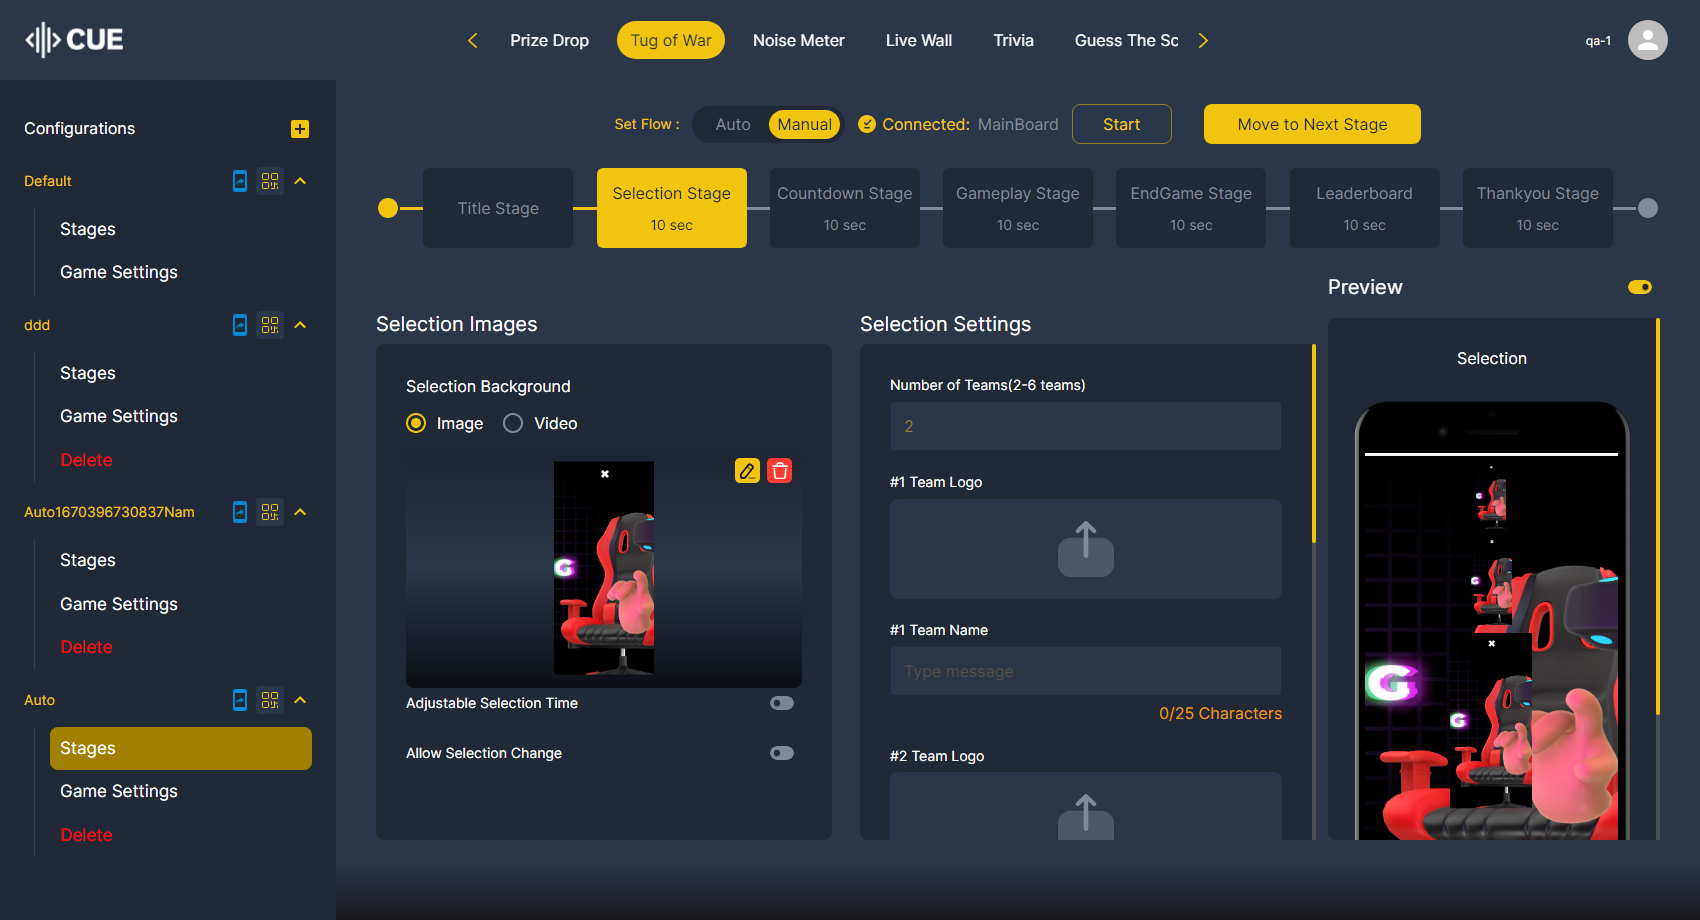 CUE
Prize Drop
Tug of War
Noise Meter
Live Wall
Trivia
Guess The Sc
qa-1
Configurations
Default
Stages
Game Settings
ddd
Stages
Game Settings
Delete
Auto1670396730837Nam
Stages
Game Settings
Delete
Auto
Stages
Game Settings
Delete
Set Flow :
Auto
Manual
Connected: MainBoard
Start
Move to Next Stage
Title Stage
Selection Stage
10 sec
Countdown Stage
10 sec
Gameplay Stage
10 sec
EndGame Stage
10 sec
Leaderboard
10 sec
Thankyou Stage
10 sec
Selection Images
Selection Background
Image
Video
G
Adjustable Selection Time
Allow Selection Change
Selection Settings
Number of Teams(2-6 teams)
2
#1 Team Logo
#1 Team Name
Type message
0/25 Characters
#2 Team Logo
Preview
Selection
G
G
G
G